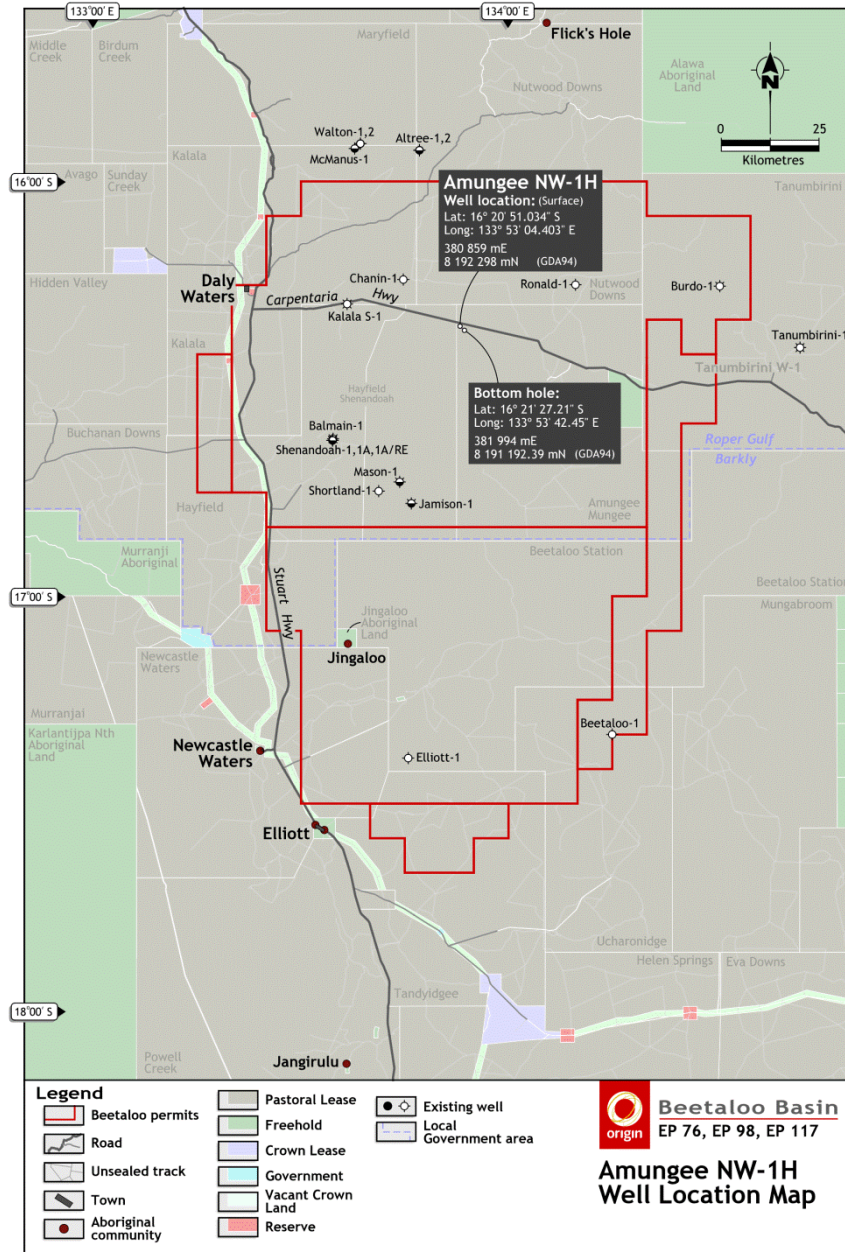 133°00' E
134°00' E
Flick's Hole
Middle Creek
Birdum Creek
Maryfield
Nutwood Downs
Alawa Aboriginal Land
N
0 25
Kilometres
Walton-1,2
McManus-1
Altree-1,2
Kalala
Avago
Sunday Creek
16°00' S
Tanumbirini
Amungee NW-1H
Well location: (Surface)
Lat: 16° 20' 51.034" S
Long: 133° 53' 04.403" E
380 859 mE
8 192 298 mN (GDA94)
Hidden Valley
Daly Waters
Chanin-1
Carpentaria Hwy
Kalala S-1
Ronald-1
Nutwood Downs
Burdo-1
Tanumbirini-1
Tanumbirini W-1
Kalala
Hayfield Shenandoah
Bottom hole:
Lat: 16° 21' 27.21" S
Long: 133° 53' 42.45" E
381 994 mE
8 191 192.39 mN (GDA94)
Buchanan Downs
Balmain-1
Shenandoah-1,1A,1A/RE
Roper Gulf
Barkly
Mason-1
Shortland-1
Jamison-1
Hayfield
Amungee Mungee
Murranji Aboriginal
Beetaloo Station
Beetaloo Station
17°00' S
Stuart Hwy
Mungabroom
Jingaloo Aboriginal Land
Jingaloo
Newcastle Waters
Murranjai
Karlantijpa Nth Aboriginal Land
Beetaloo-1
Newcastle Waters
Elliott-1
Elliott
Ucharonidge
Helen Springs
Eva Downs
Tandyidgee
18°00' S
Powell Creek
Jangirulu
Legend
Beetaloo permits
Road
Unsealed track
Town
Aboriginal community
Pastoral Lease
Freehold
Crown Lease
Government
Vacant Crown Land
Reserve
Existing well
Local Government area
origin
Beetaloo Basin
EP 76, EP 98, EP 117
Amungee NW-1H
Well Location Map